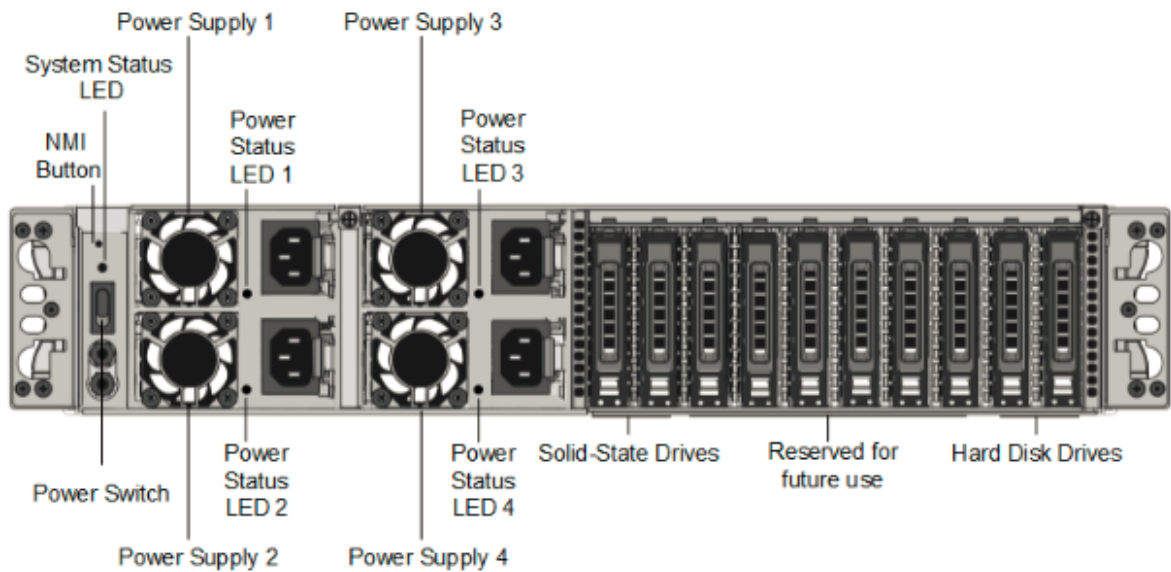 Power Supply 1
Power Supply 3
System Status
LED
NMI
Button
Power
Status
LED 1
Power
Status
LED 3
Power Switch
Power
Status
LED 2
Power
Status
LED 4
Solid-State Drives
Reserved for
future use
Hard Disk Drives
Power Supply 2
Power Supply 4